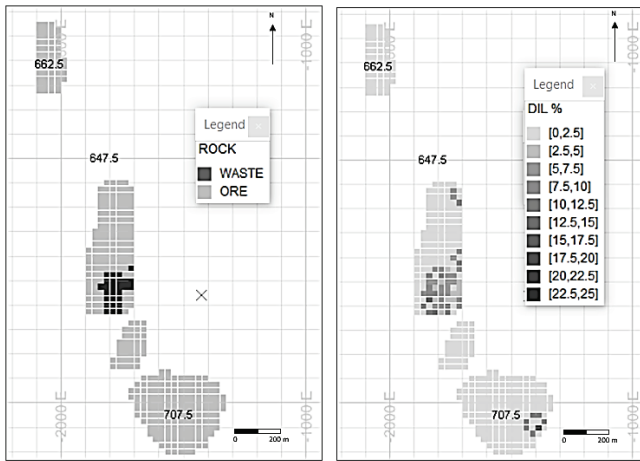 N
-1000 E
662.5
Legend
ROCK
WASTE
ORE
647.5
707.5
-2000 E
0 200 m
N
-1000 E
662.5
Legend
DIL %
[0,2.5]
[2.5,5]
[5,7.5]
[7.5,10]
[10,12.5]
[12.5,15]
[15,17.5]
[17.5,20]
[20,22.5]
[22.5,25]
647.5
707.5
-2000 E
0 200 m